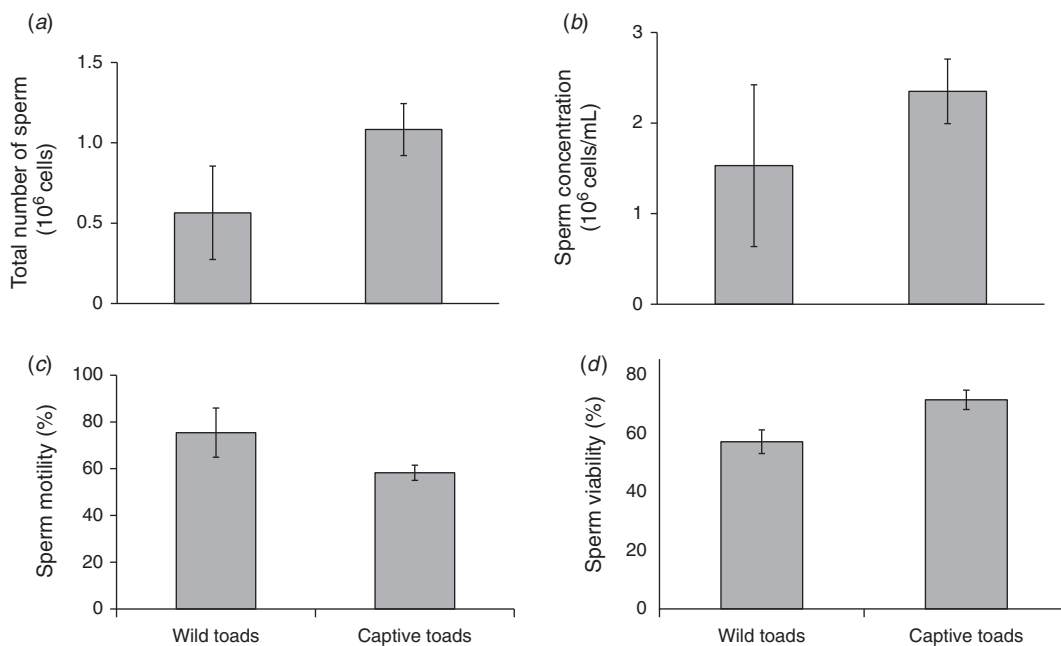 (a)
Total number of sperm
(10⁶ cells)
1.5
1.0
0.5
0
(b)
Sperm concentration
(10⁶ cells/mL)
3
2
1
0
(c)
Sperm motility (%)
100
80
60
40
60
0
Wild toads
Captive toads
(d)
Sperm viability (%)
80
60
40
60
0
Wild toads
Captive toads